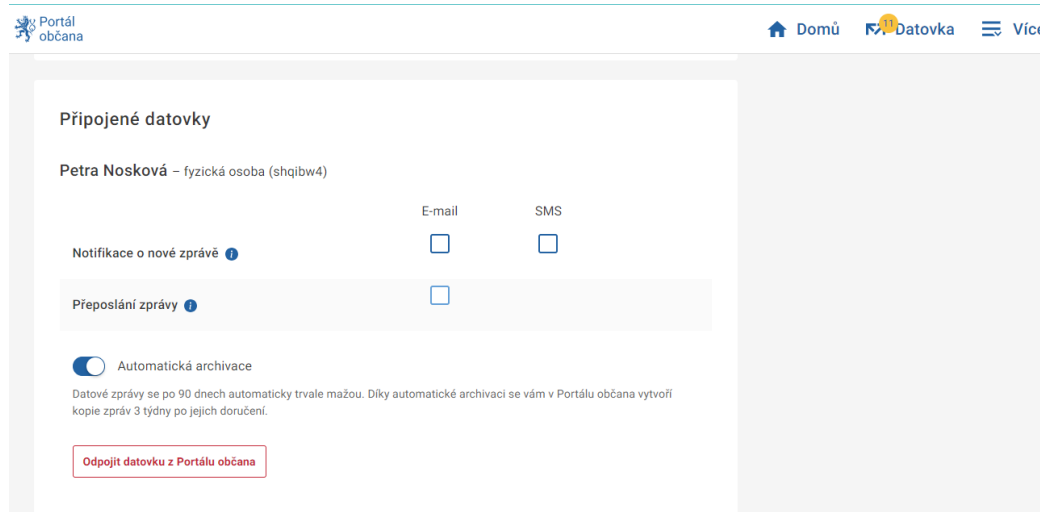 Portál
občana
Domů
11
Datovka
Více
Připojené datovky
Petra Nosková – fyzická osoba (shqibw4)
E-mail SMS
Notifikace o nové zprávě i
Přeposlání zprávy i
Automatická archivace
Datové zprávy se po 90 dnech automaticky trvale mažou. Díky automatické archivaci se vám v Portálu občana vytvoří
kopie zpráv 3 týdny po jejich doručení.
Odpojit datovku z Portálu občana